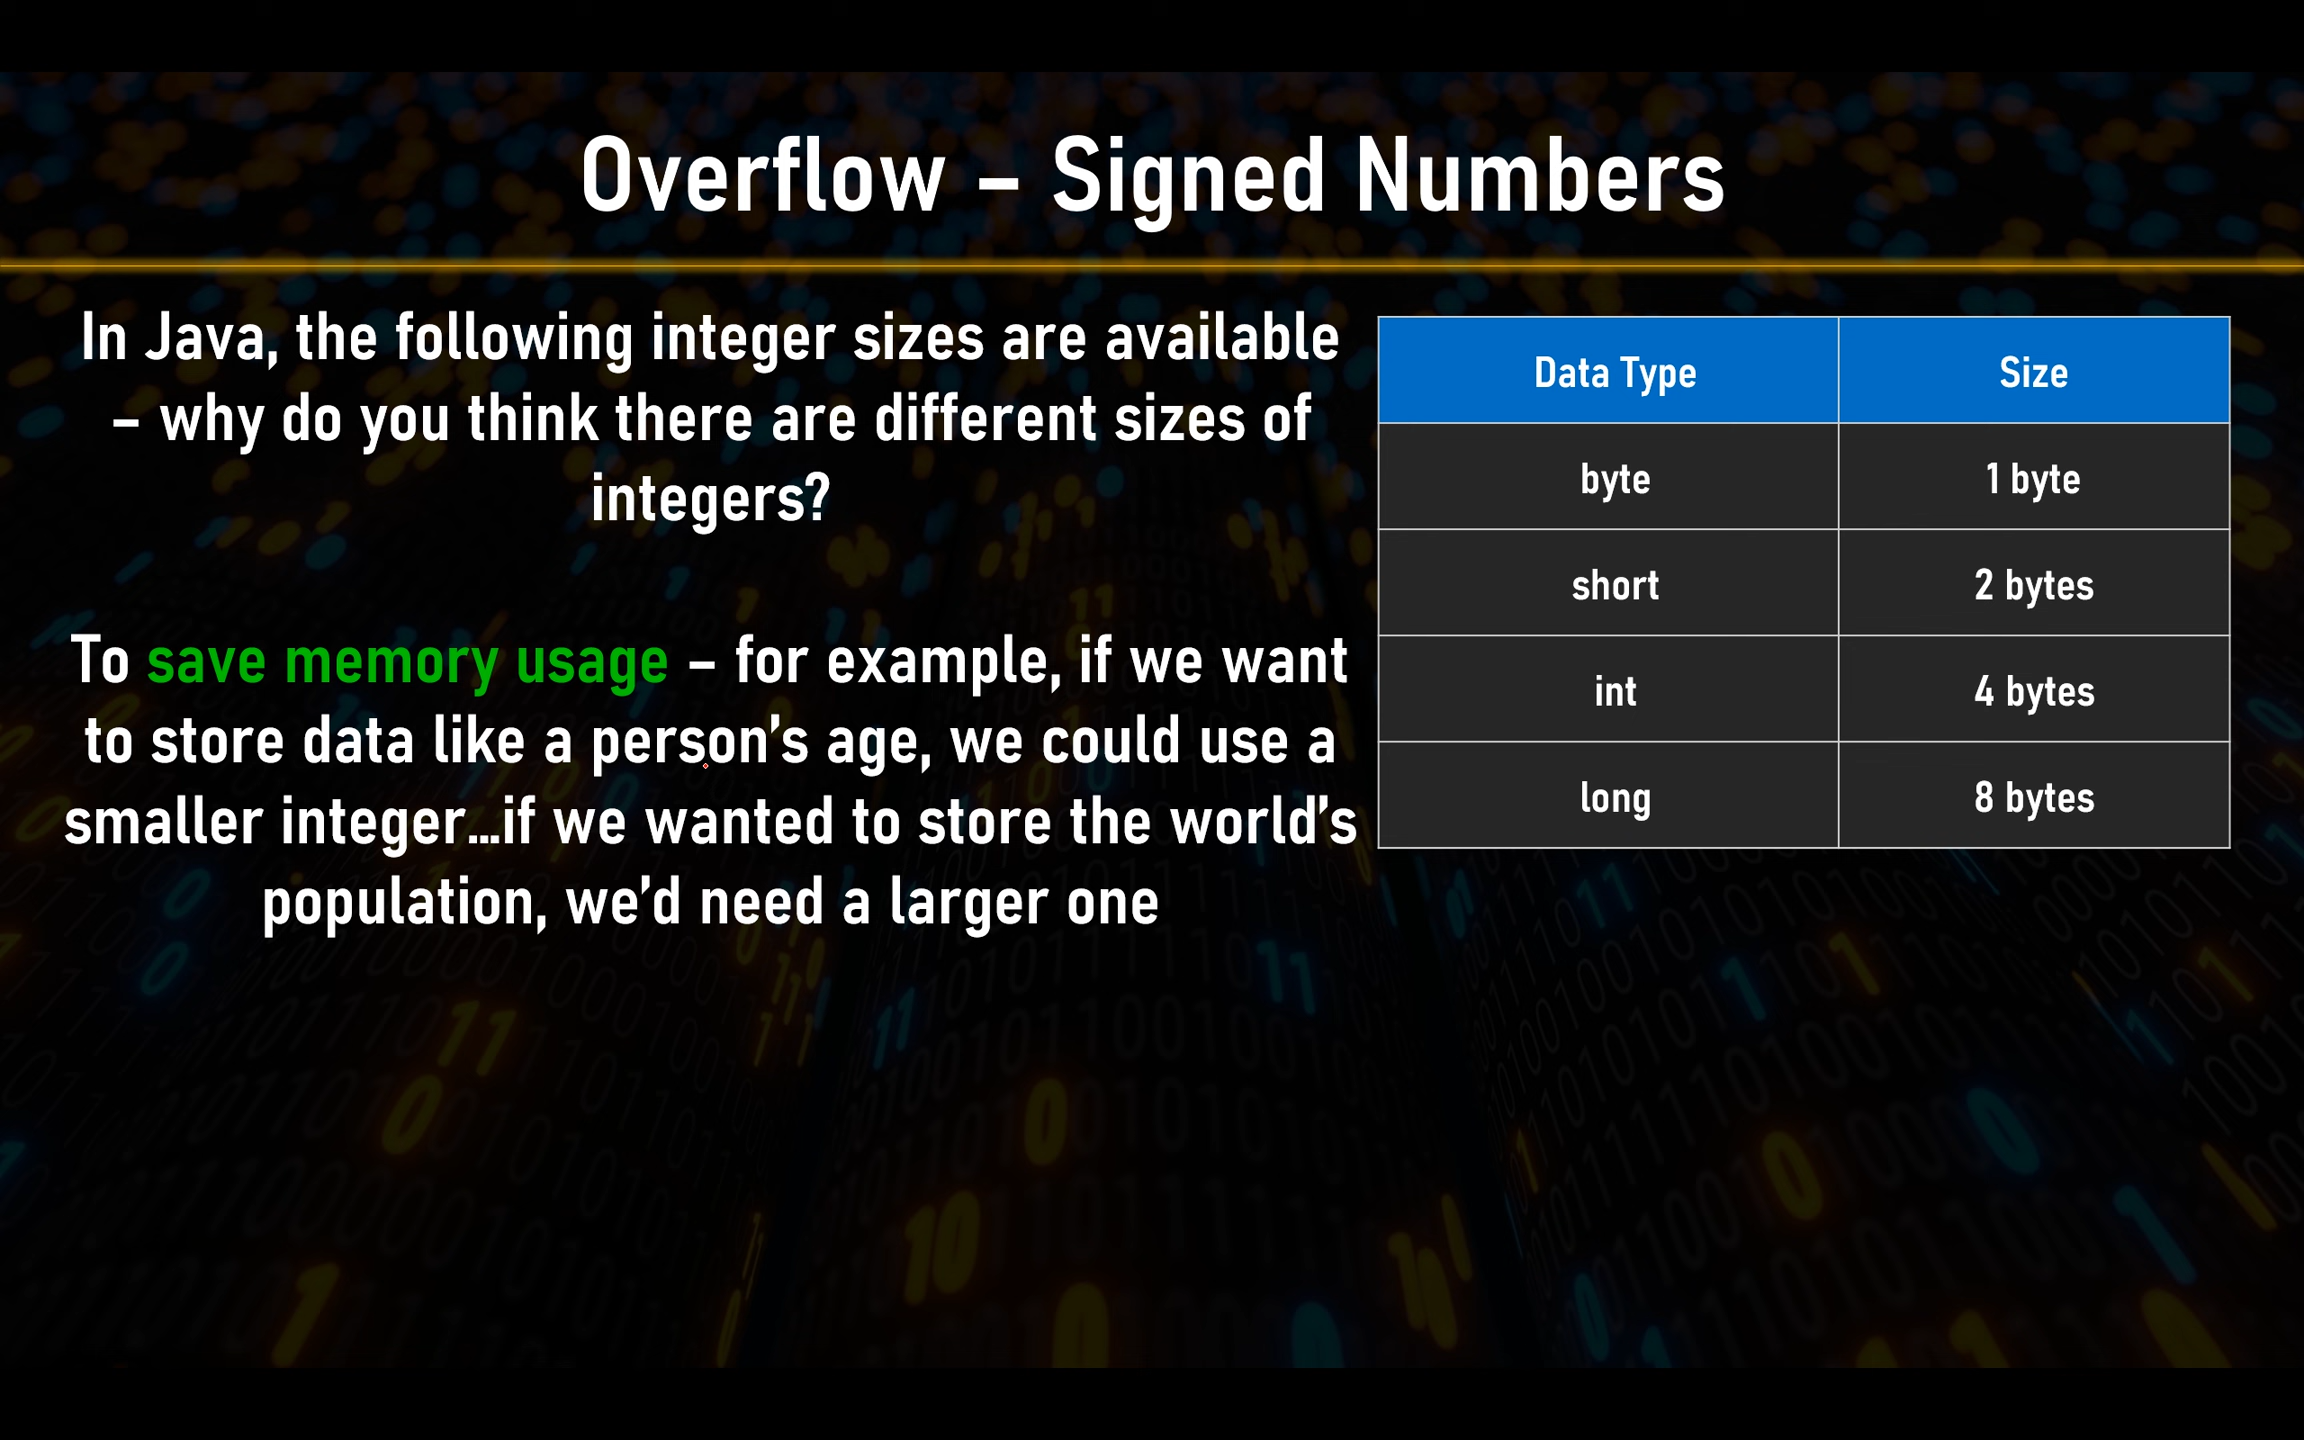 Overflow – Signed Numbers
In Java, the following integer sizes are available
– why do you think there are different sizes of
integers?
To save memory usage – for example, if we want
to store data like a person’s age, we could use a
smaller integer...if we wanted to store the world’s
population, we’d need a larger one
Data Type Size
byte 1 byte
short 2 bytes
int 4 bytes
long 8 bytes